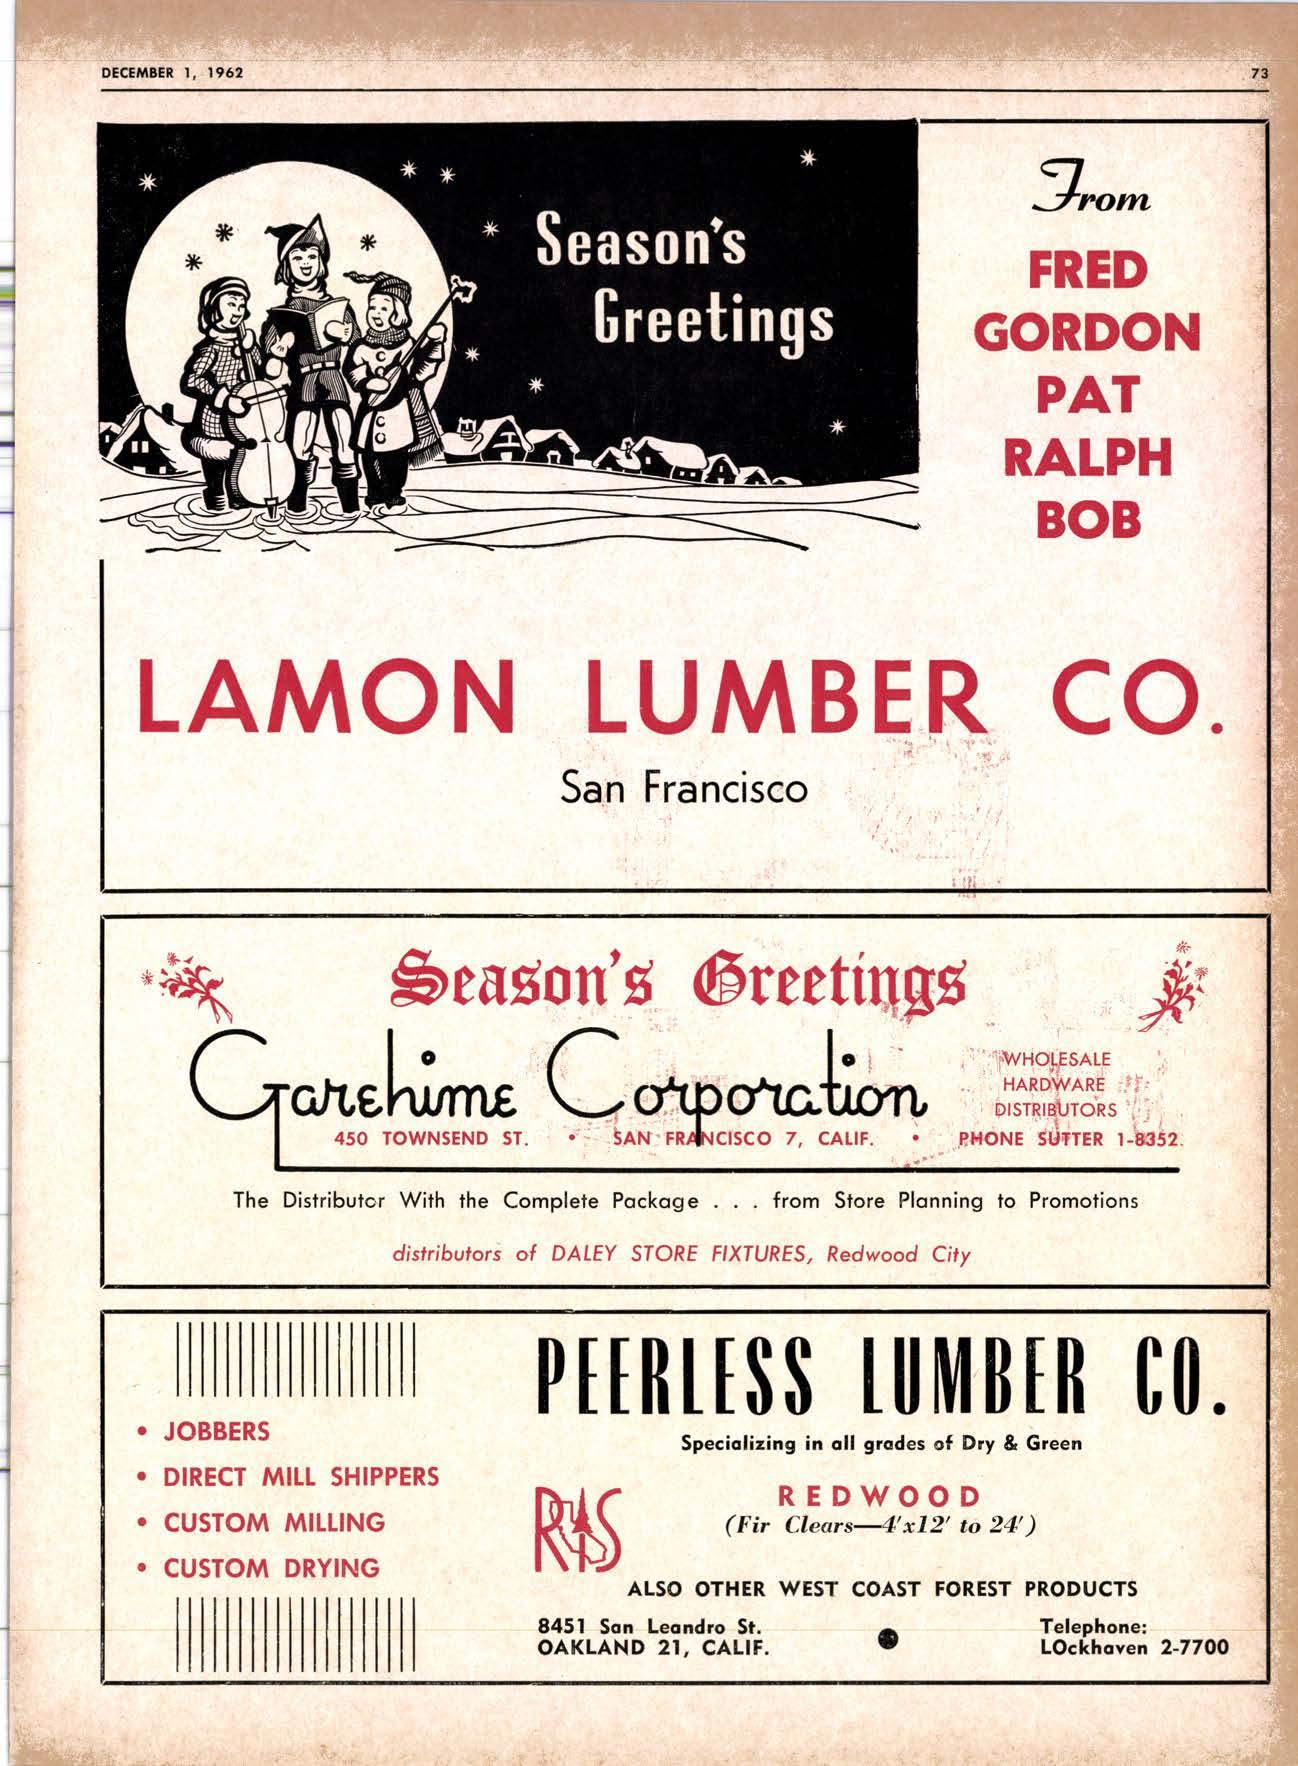 DECEMBER 1, 1962
73
Season's
Greetings
From
FRED
GORDON
PAT
RALPH
BOB
LAMON LUMBER CO.
San Francisco
Season's Greetings
Garehime Corporation
WHOLESALE
HARDWARE
DISTRIBUTORS
450 TOWNSEND ST. • SAN FRANCISCO 7, CALIF. • PHONE SUTTER 1-8352
The Distributor With the Complete Package . . . from Store Planning to Promotions
distributors of DALEY STORE FIXTURES, Redwood City
• JOBBERS
• DIRECT MILL SHIPPERS
• CUSTOM MILLING
• CUSTOM DRYING
PEERLESS LUMBER CO.
Specializing in all grades of Dry & Green
RIS
REDWOOD
(Fir Clears—4'x12' to 24')
ALSO OTHER WEST COAST FOREST PRODUCTS
8451 San Leandro St.
OAKLAND 21, CALIF.
Telephone:
LOckhaven 2-7700